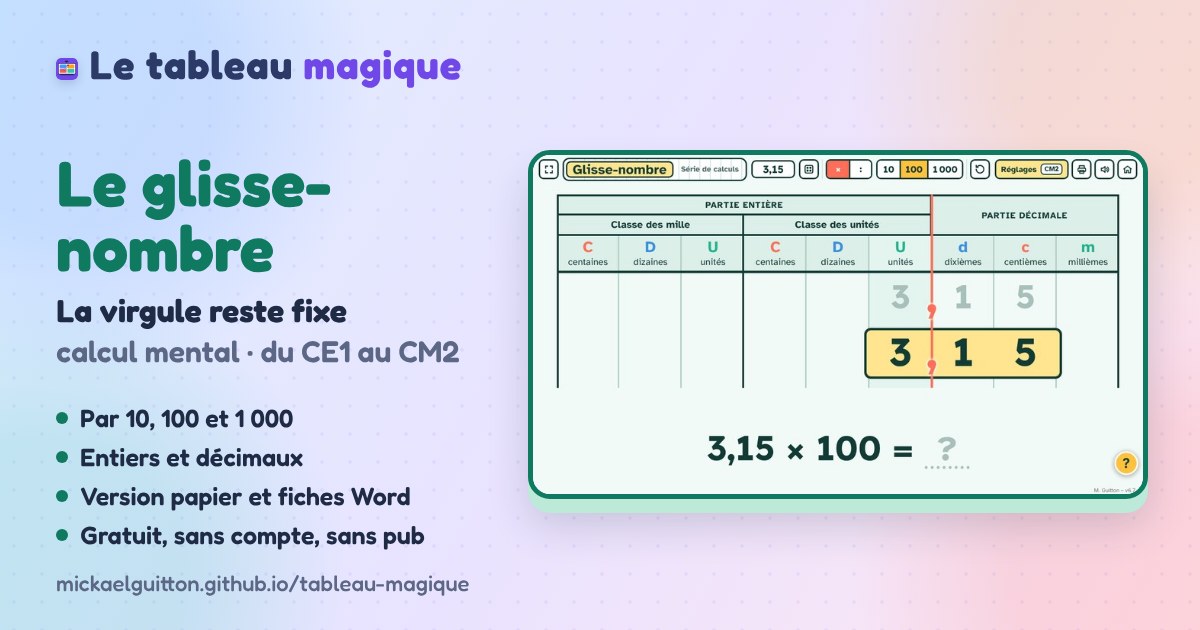 Le tableau magique
Le glisse-
nombre
La virgule reste fixe
calcul mental · du CE1 au CM2
Par 10, 100 et 1 000
Entiers et décimaux
Version papier et fiches Word
Gratuit, sans compte, sans pub
mickaelguitton.github.io/tableau-magique
Glisse-nombre Série de calculs 3,15 × : 10 100 1 000 Réglages CM2
PARTIE ENTIÈRE PARTIE DÉCIMALE
Classe des mille Classe des unités
C D U C D U d c m
centaines dizaines unités centaines dizaines unités dixièmes centièmes millièmes
3 , 1 5
3 , 1 5
3,15 × 100 = ?
?
M. Guitton